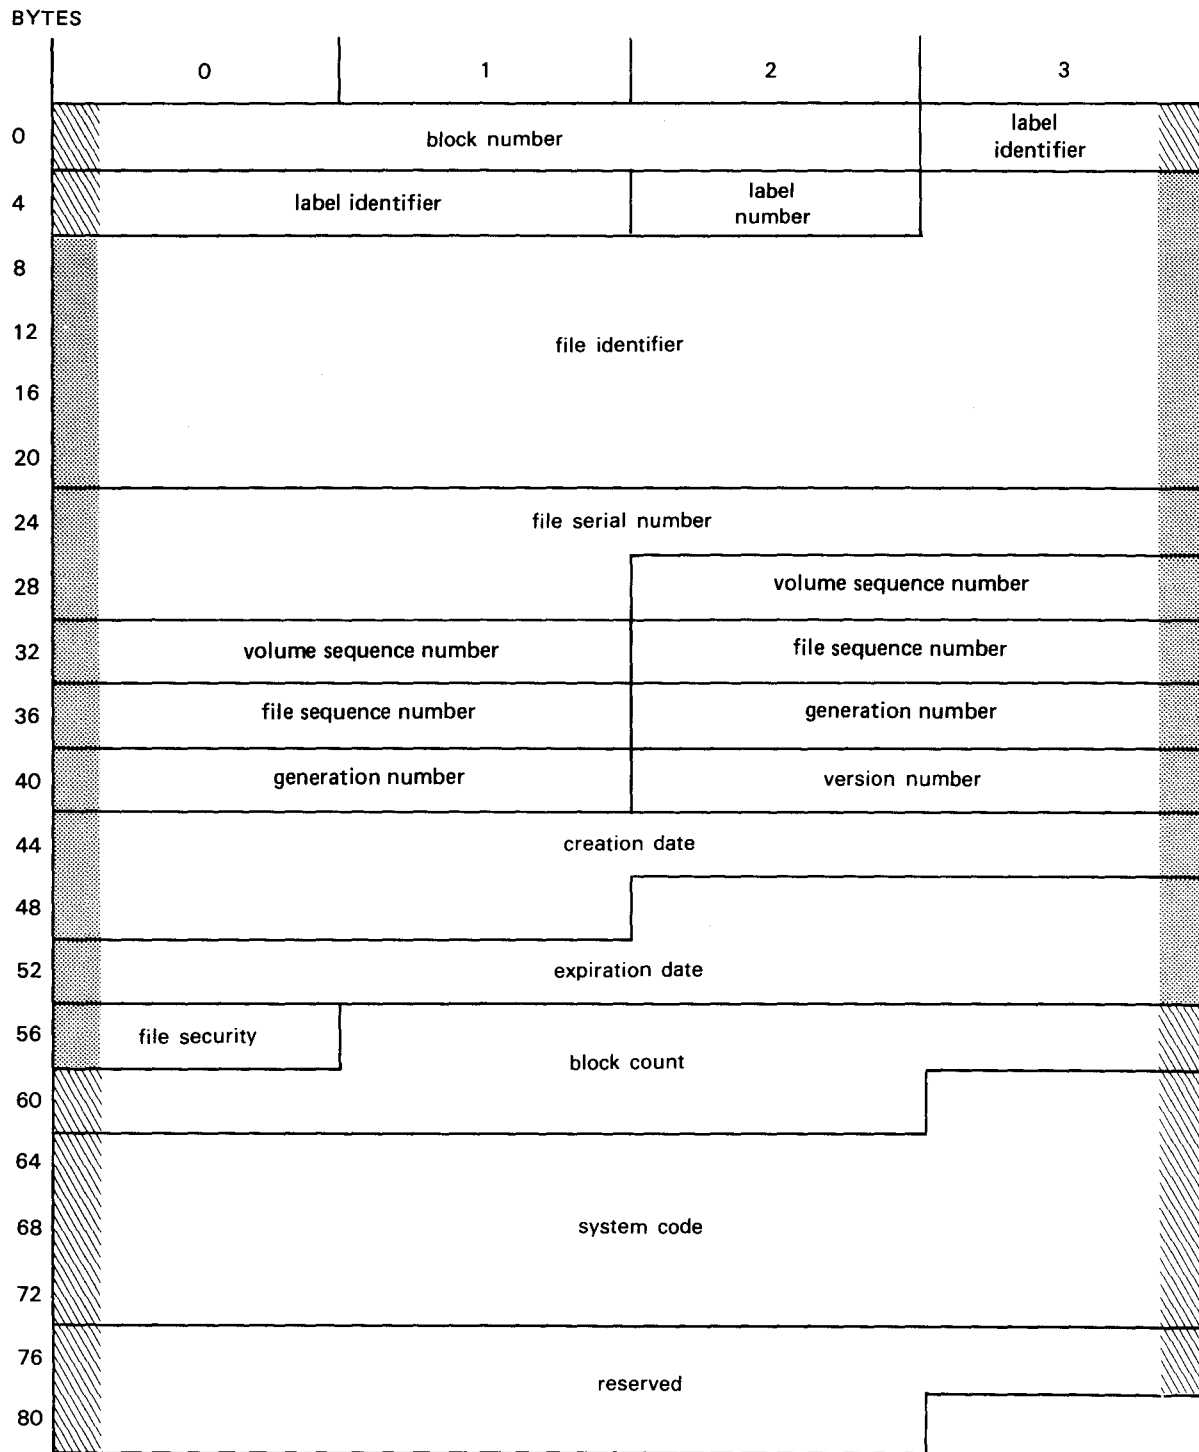 BYTES
0 1 2 3
0 block number label identifier
4 label identifier label number
8
12 file identifier
16
20
24 file serial number
28 volume sequence number
32 volume sequence number file sequence number
36 file sequence number generation number
40 generation number version number
44 creation date
48
52 expiration date
56 file security
block count
60
64
68 system code
72
76
reserved
80